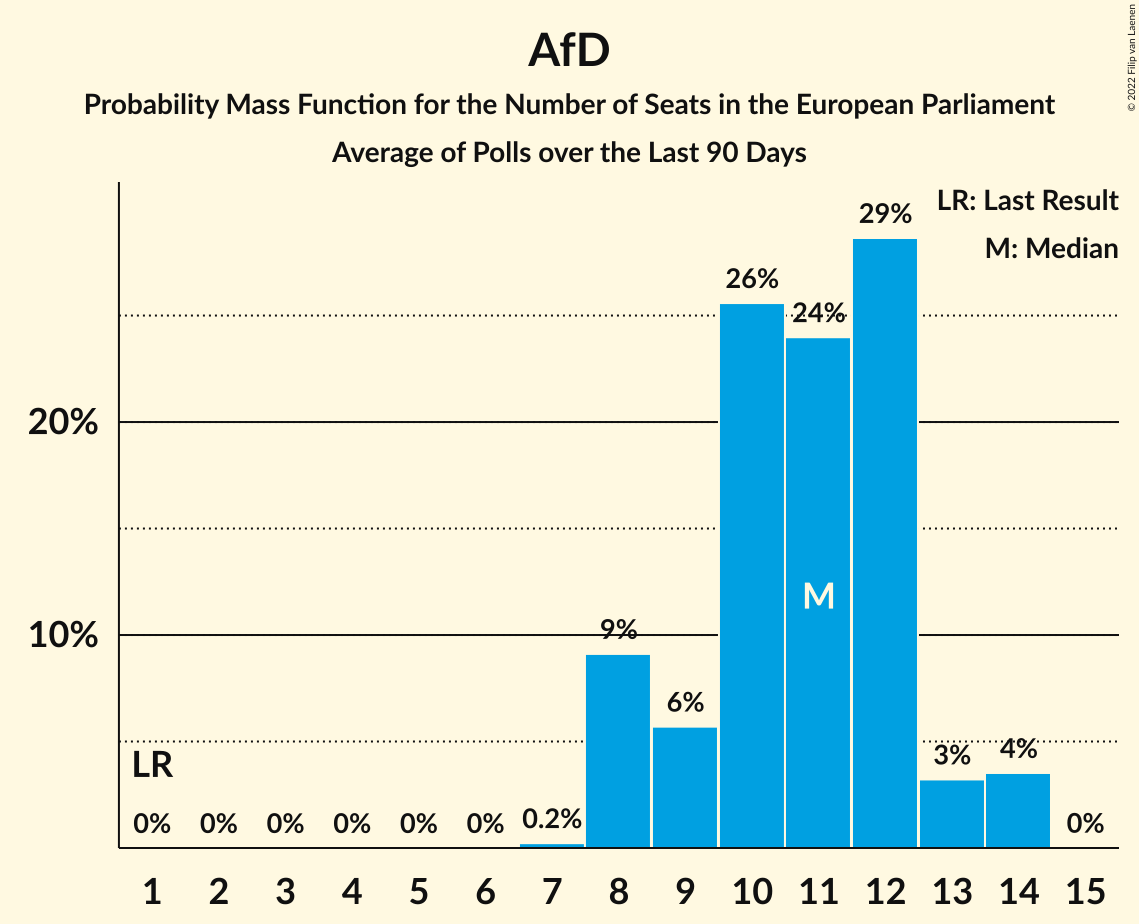 AfD
Probability Mass Function for the Number of Seats in the European Parliament
Average of Polls over the Last 90 Days
© 2022 Filip van Laenen
LR: Last Result
M: Median
20%
10%
LR
0%
0%
0%
0%
0%
0%
0.2%
9%
6%
26%
24%
29%
3%
4%
0%
M
1 2 3 4 5 6 7 8 9 10 11 12 13 14 15